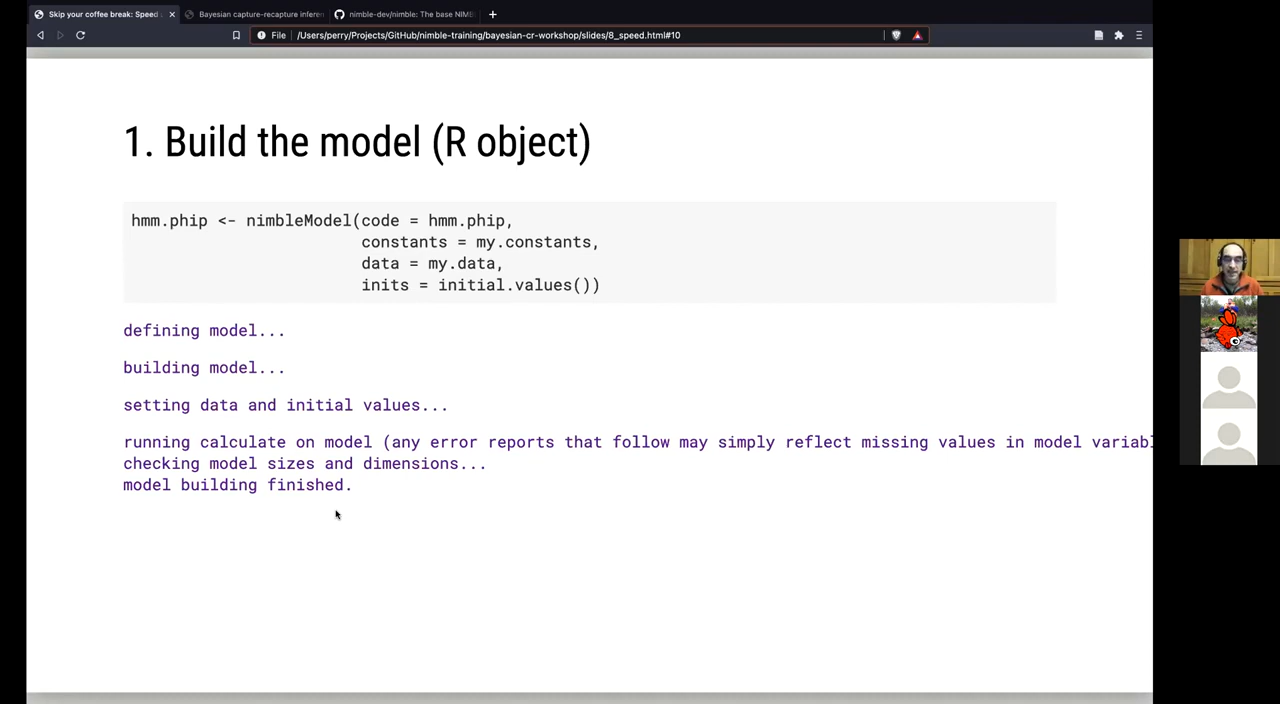 Skip your coffee break: Speed
Bayesian capture-recapture inferen
nimble-dev/nimble: The base NIMB
File
/Users/perry/Projects/GitHub/nimble-training/bayesian-cr-workshop/slides/8_speed.html#10
1. Build the model (R object)
hmm.phip <- nimbleModel(code = hmm.phip,
constants = my.constants,
data = my.data,
inits = initial.values())
defining model...
building model...
setting data and initial values...
running calculate on model (any error reports that follow may simply reflect missing values in model variabl
checking model sizes and dimensions...
model building finished.